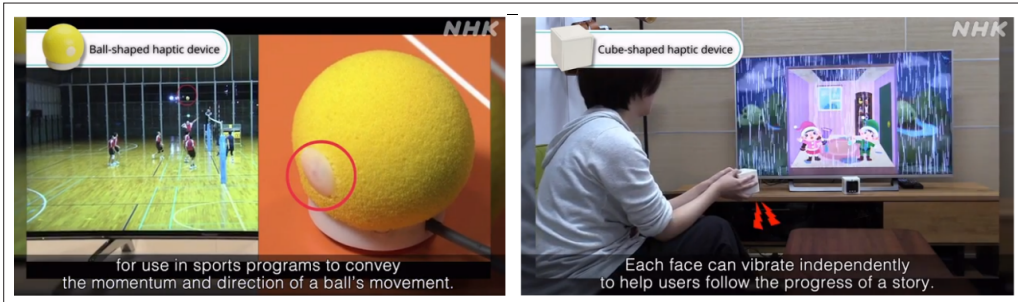 NHK
Ball-shaped haptic device
for use in sports programs to convey
the momentum and direction of a ball's movement.
NHK
Cube-shaped haptic device
Each face can vibrate independently
to help users follow the progress of a story.